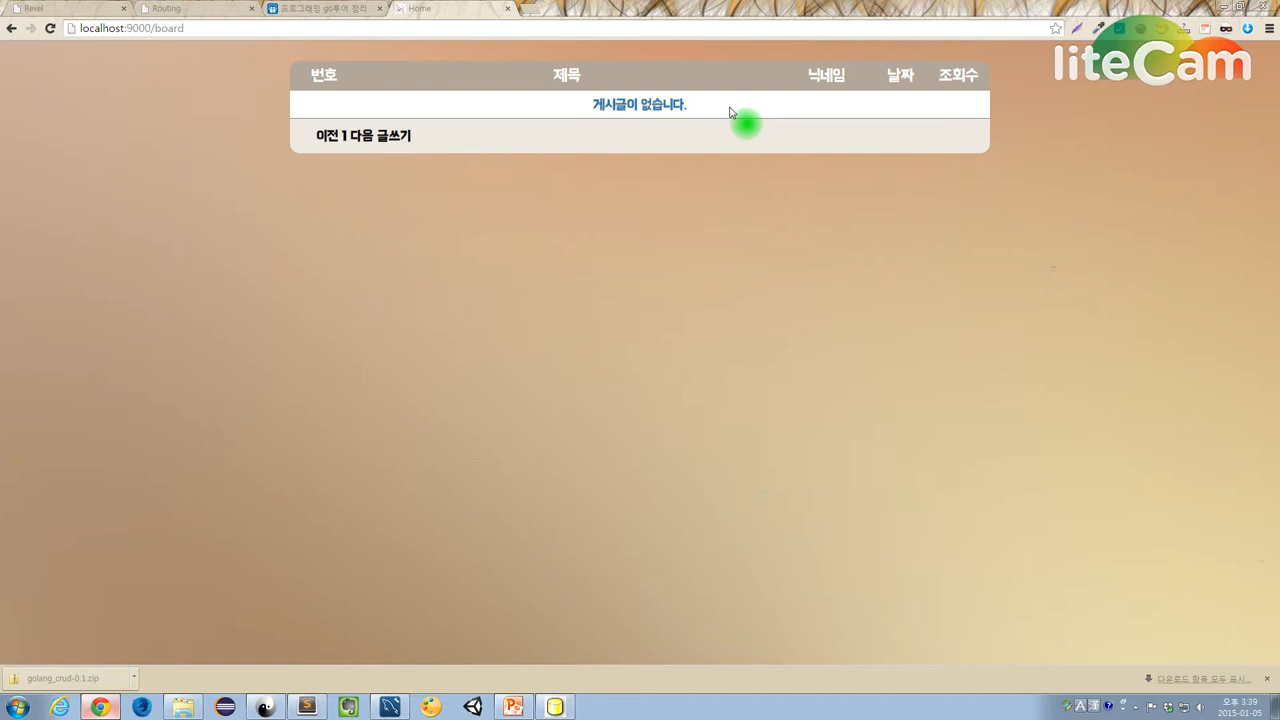 Revel
Routing
프로그래밍 go투어 정리
Home
localhost:9000/board
liteCam
번호 제목 닉네임 날짜 조회수
게시글이 없습니다.
이전 1 다음 글쓰기
golang_crud-0.1.zip
다운로드 항목 모두 표시...
오후 3:39
2015-01-05